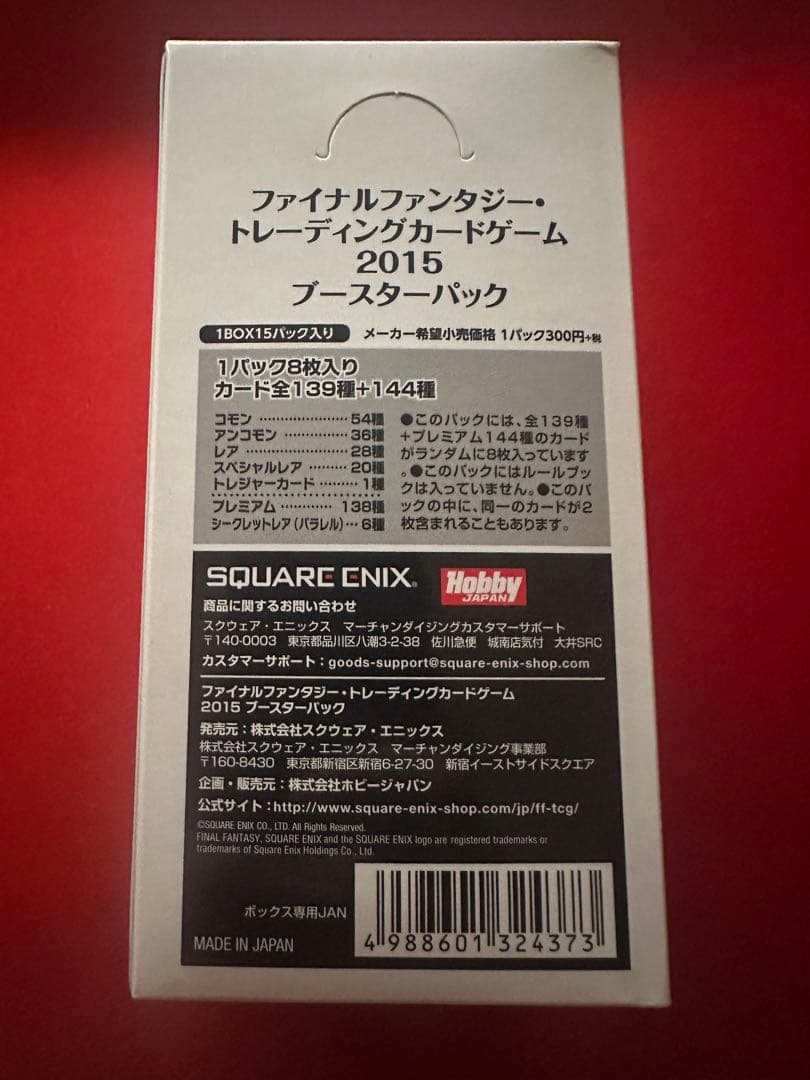 ファイナルファンタジー・
トレーディングカードゲーム
2015
ブースターパック
1BOX15パック入り メーカー希望小売価格 1パック300円+税
1パック8枚入り
カード全139種+144種
コモン………………54種
アンコモン…………36種
レア…………………28種
スペシャルレア………20種
トレジャーカード………1種
プレミアム…………138種
シークレットレア(パラレル)…6種
●このパックには、全139種
+プレミアム144種のカード
がランダムに8枚入っています
。●このパックにはルールブッ
クは入っていません。●このパ
ックの中に、同一のカードが2
枚含まれることもあります。
SQUARE ENIX®
Hobby
JAPAN
商品に関するお問い合わせ
スクウェア・エニックス マーチャンダイジングカスタマーサポート
〒140-0003 東京都品川区八潮3-2-38 佐川急便 城南店気付 大井SRC
カスタマーサポート：goods-support@square-enix-shop.com
ファイナルファンタジー・トレーディングカードゲーム
2015 ブースターパック
発売元：株式会社スクウェア・エニックス
株式会社スクウェア・エニックス マーチャンダイジング事業部
〒160-8430 東京都新宿区新宿6-27-30 新宿イーストサイドスクエア
企画・販売元：株式会社ホビージャパン
公式サイト：http://www.square-enix-shop.com/jp/ff-tcg/
©SQUARE ENIX CO., LTD. All Rights Reserved.
FINAL FANTASY, SQUARE ENIX and the SQUARE ENIX logo are registered trademarks or
trademarks of Square Enix Holdings Co., Ltd.
ボックス専用JAN
MADE IN JAPAN
4 988601 324373